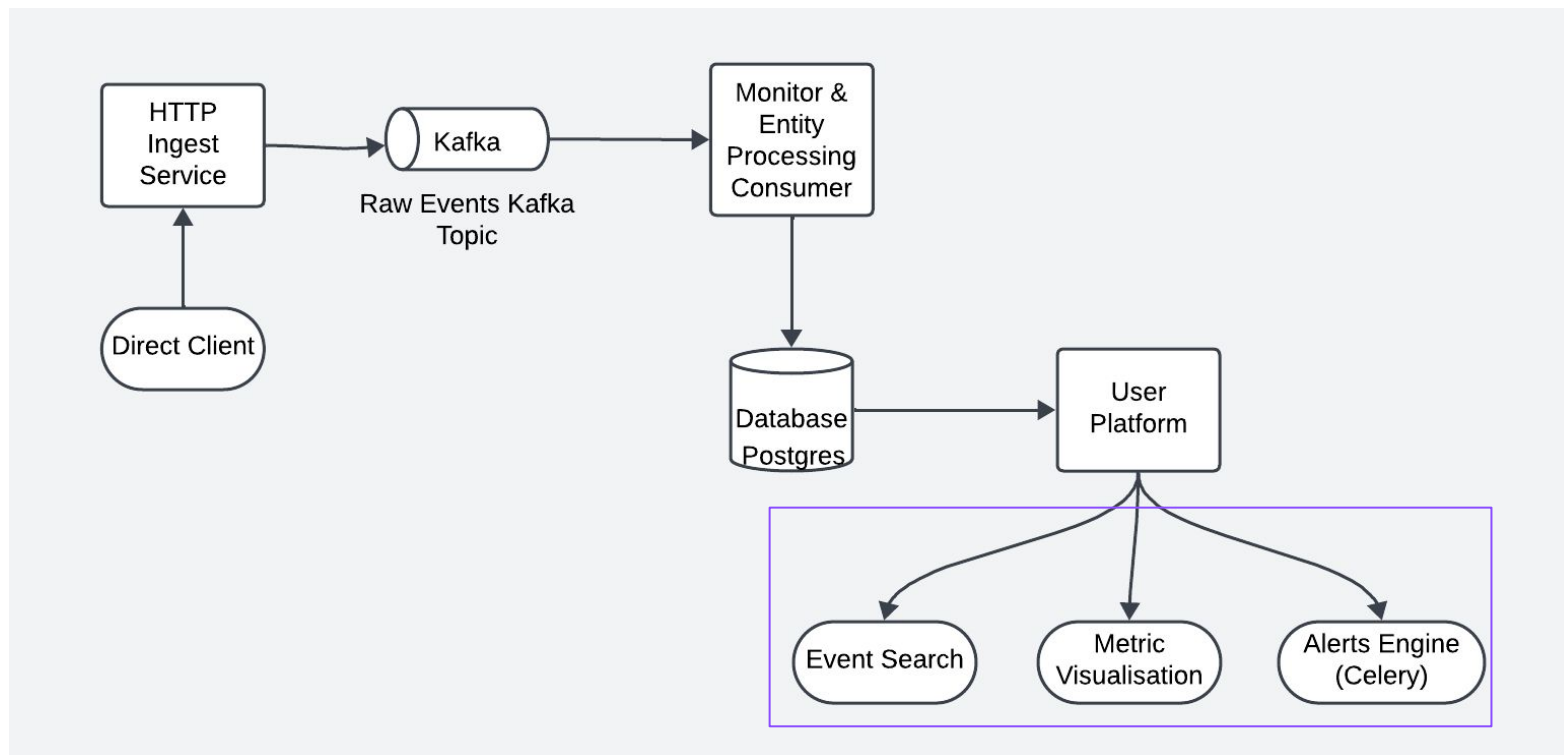 HTTP
Ingest
Service
Kafka
Raw Events Kafka
Topic
Monitor &
Entity
Processing
Consumer
Direct Client
Database
Postgres
User
Platform
Event Search
Metric
Visualisation
Alerts Engine
(Celery)